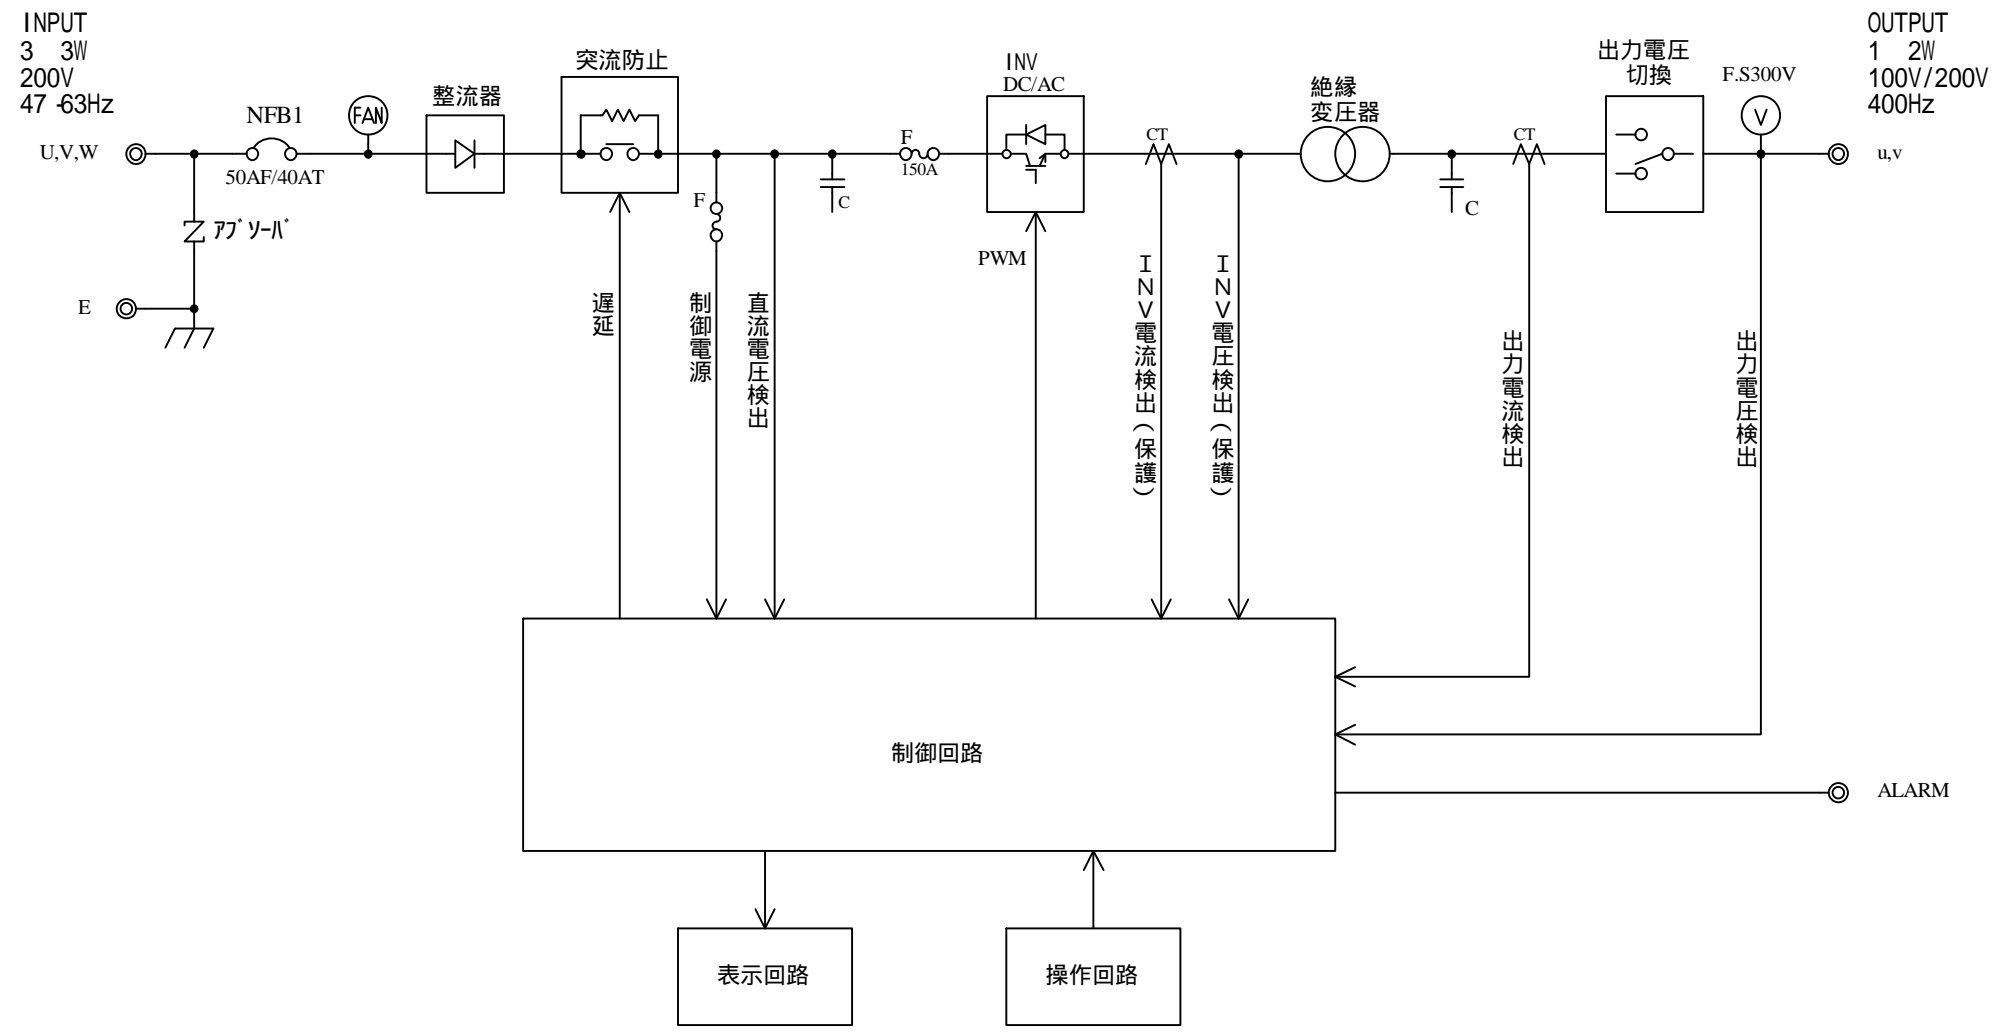 INPUT
3 3W
200V
47-63Hz
U,V,W
E
NFB1
50AF/40AT
アブソーバ
FAN
整流器
突流防止
遅延
F
制御電源
直流電圧検出
C
F
150A
INV
DC/AC
PWM
CT
INV電流検出(保護)
INV電圧検出(保護)
絶縁
変圧器
C
CT
出力電流検出
出力電圧
切換
F.S300V
V
出力電圧検出
OUTPUT
1 2W
100V/200V
400Hz
u,v
制御回路
ALARM
表示回路
操作回路